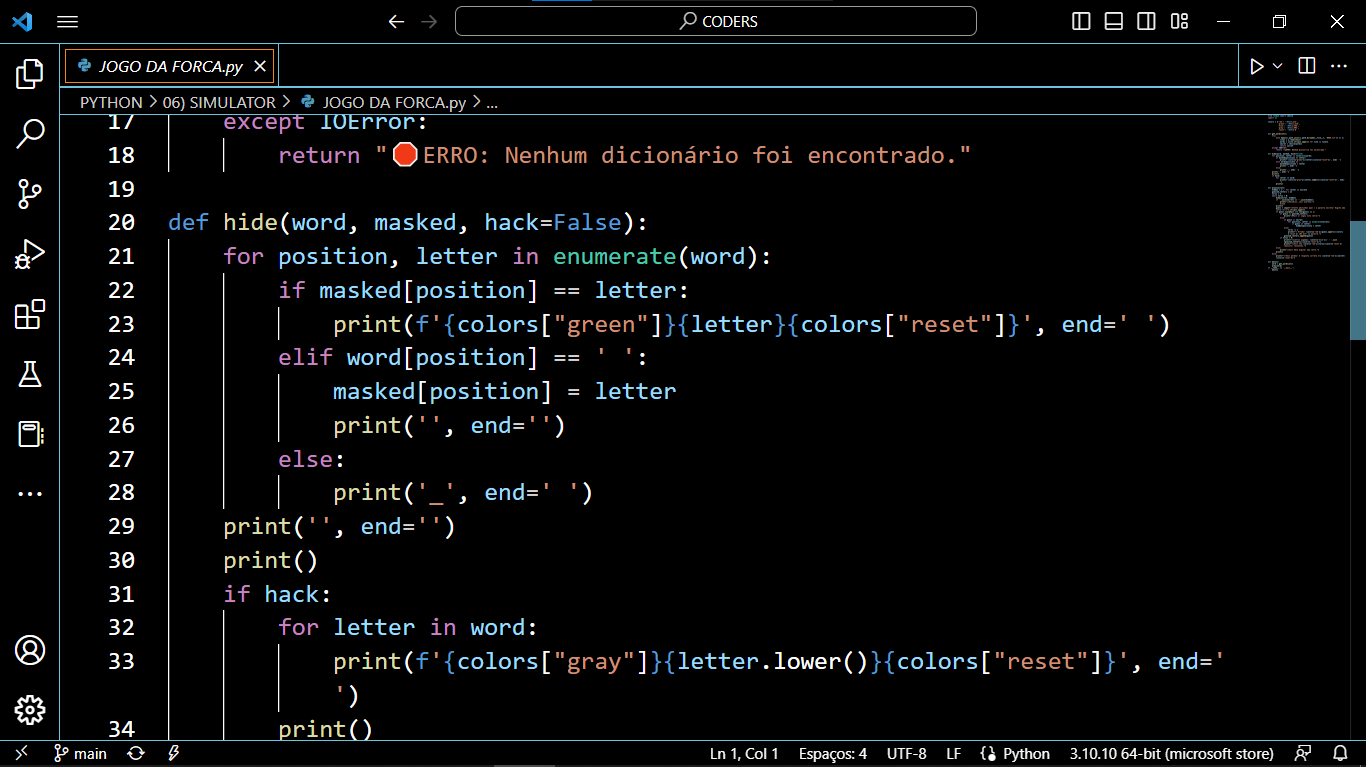 CODERS
JOGO DA FORCA.py
PYTHON > 06) SIMULATOR > JOGO DA FORCA.py > ...
17 except IOError:
18 return "🛑ERRO: Nenhum dicionário foi encontrado."
19
20 def hide(word, masked, hack=False):
21 for position, letter in enumerate(word):
22 if masked[position] == letter:
23 print(f'{colors["green"]}{letter}{colors["reset"]}', end=' ')
24 elif word[position] == ' ':
25 masked[position] = letter
26 print('', end='')
27 else:
28 print('_', end=' ')
29 print('', end='')
30 print()
31 if hack:
32 for letter in word:
33 print(f'{colors["gray"]}{letter.lower()}{colors["reset"]}', end='
')
34 print()
main Ln 1, Col 1 Espaços: 4 UTF-8 LF Python 3.10.10 64-bit (microsoft store)